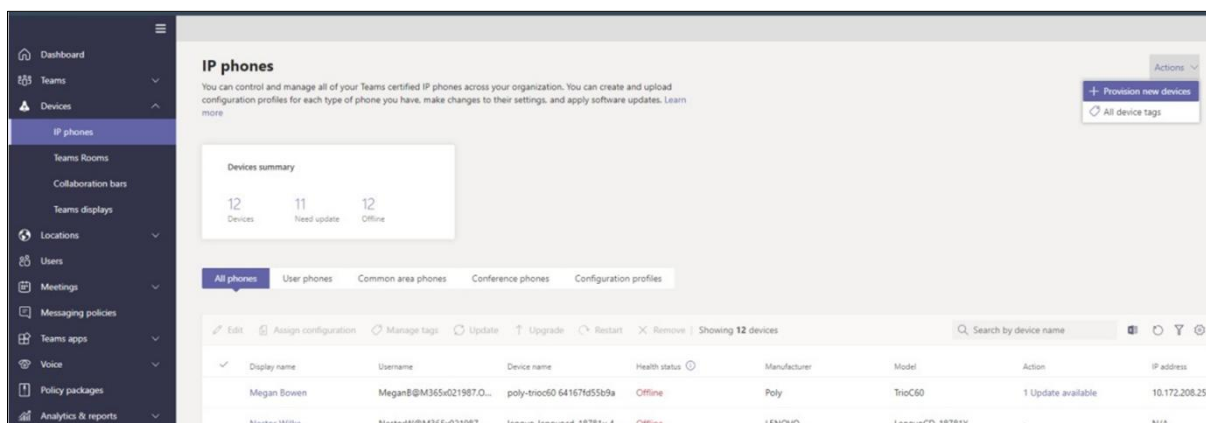 Dashboard
Teams
Devices
IP phones
Teams Rooms
Collaboration bars
Teams displays
Locations
Users
Meetings
Messaging policies
Teams apps
Voice
Policy packages
Analytics & reports
IP phones
You can control and manage all of your Teams certified IP phones across your organization. You can create and upload
configuration profiles for each type of phone you have, make changes to their settings, and apply software updates. Learn
more
Actions
+ Provision new devices
All device tags
Devices summary
12 11 12
Devices Need update Offline
All phones User phones Common area phones Conference phones Configuration profiles
Edit Assign configuration Manage tags Update Upgrade Restart Remove Showing 12 devices Search by device name
Display name Username Device name Health status Manufacturer Model Action IP address
Megan Bowen MeganB@M365x021987.O... poly-trioc60 64167fd55b9a Offline Poly TrioC60 1 Update available 10.172.208.25
Offline LENOVO N/A